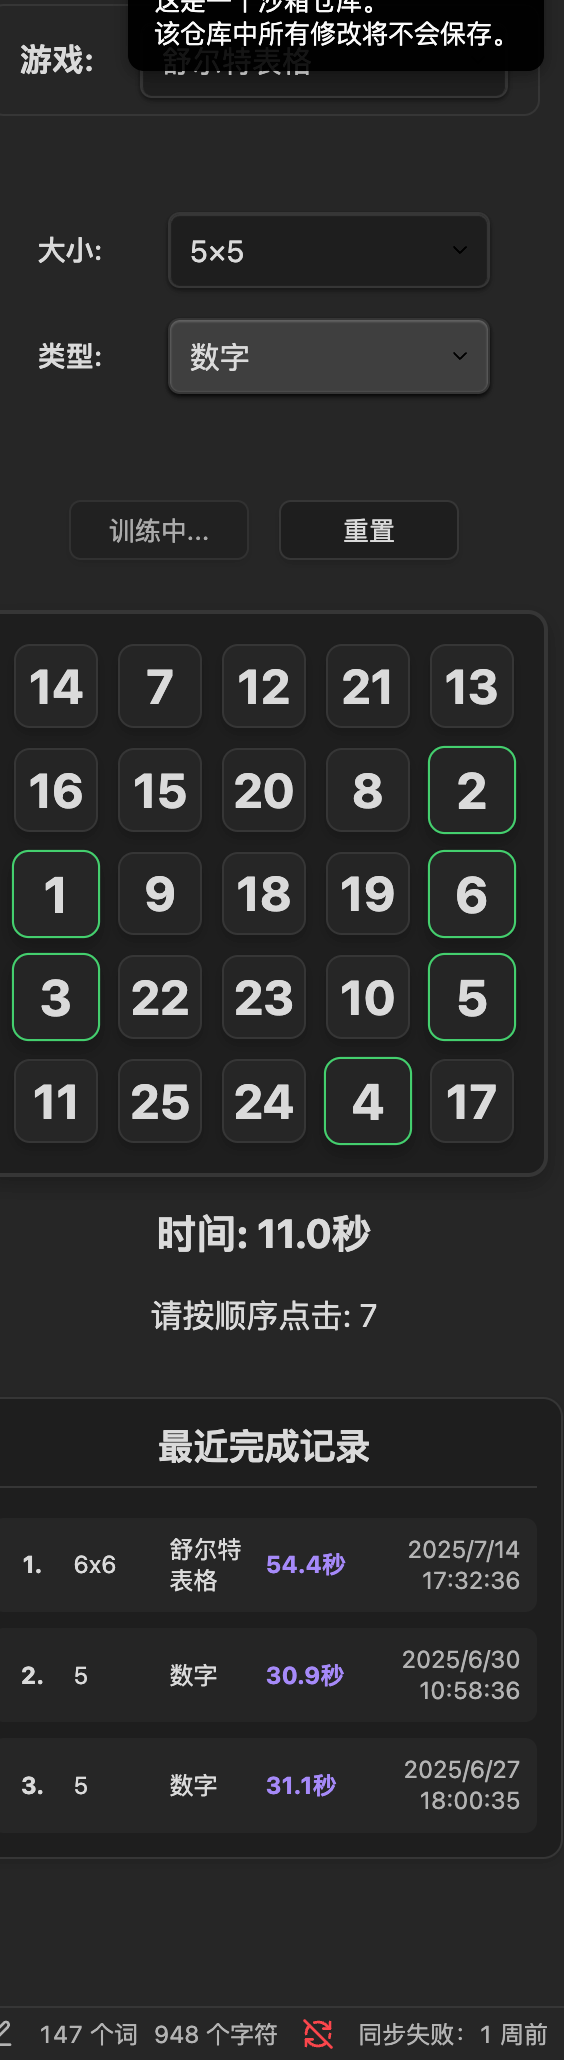 这是一个沙箱仓库。
该仓库中所有修改将不会保存。
游戏:
舒尔特表格
大小:
5×5
类型:
数字
训练中...
重置
14 7 12 21 13
16 15 20 8 2
1 9 18 19 6
3 22 23 10 5
11 25 24 4 17
时间: 11.0秒
请按顺序点击: 7
最近完成记录
1. 6x6 舒尔特表格 54.4秒 2025/7/14 17:32:36
2. 5 数字 30.9秒 2025/6/30 10:58:36
3. 5 数字 31.1秒 2025/6/27 18:00:35
147 个词 948 个字符 同步失败：1 周前